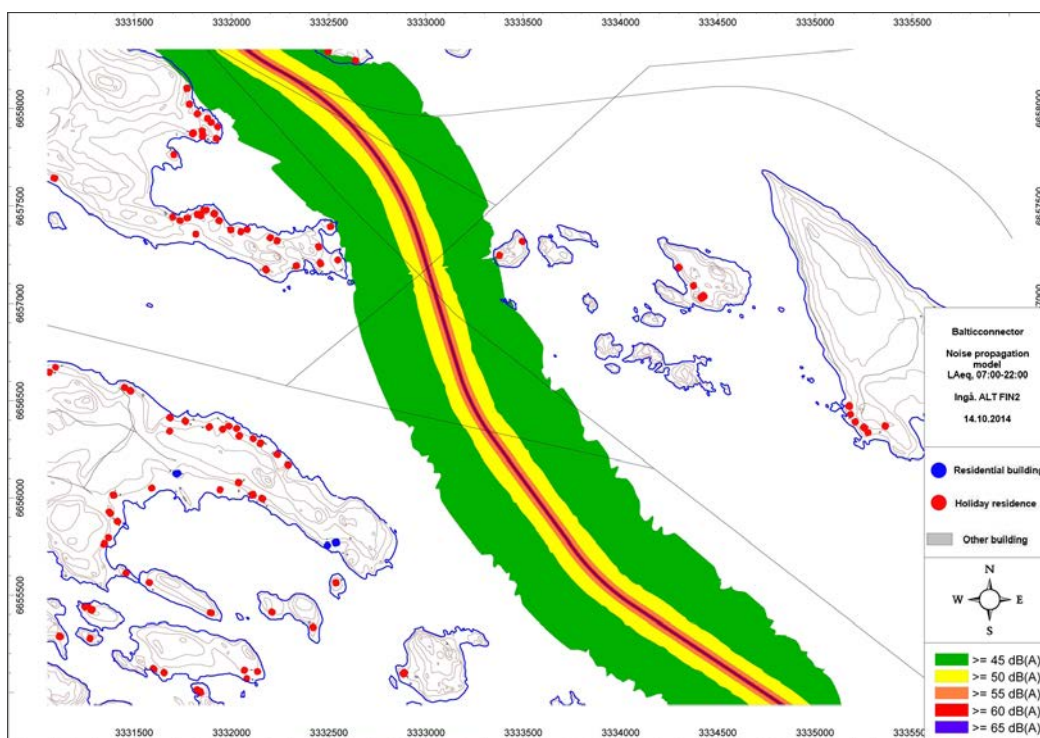 3331500 3332000 3332500 3333000 3333500 3334000 3334500 3335000 3335500
6658000
6657500
6657000
6656500
6656000
6655500
6658000
6657500
Balticconnector
Noise propagation
model
LAeq, 07:00-22:00
Ingå. ALT FIN2
14.10.2014
Residential building
Holiday residence
Other building
N
W E
S
>= 45 dB(A)
>= 50 dB(A)
>= 55 dB(A)
>= 60 dB(A)
>= 65 dB(A)
3331500 3332000 3332500 3333000 3333500 3334000 3334500 3335000 3335500